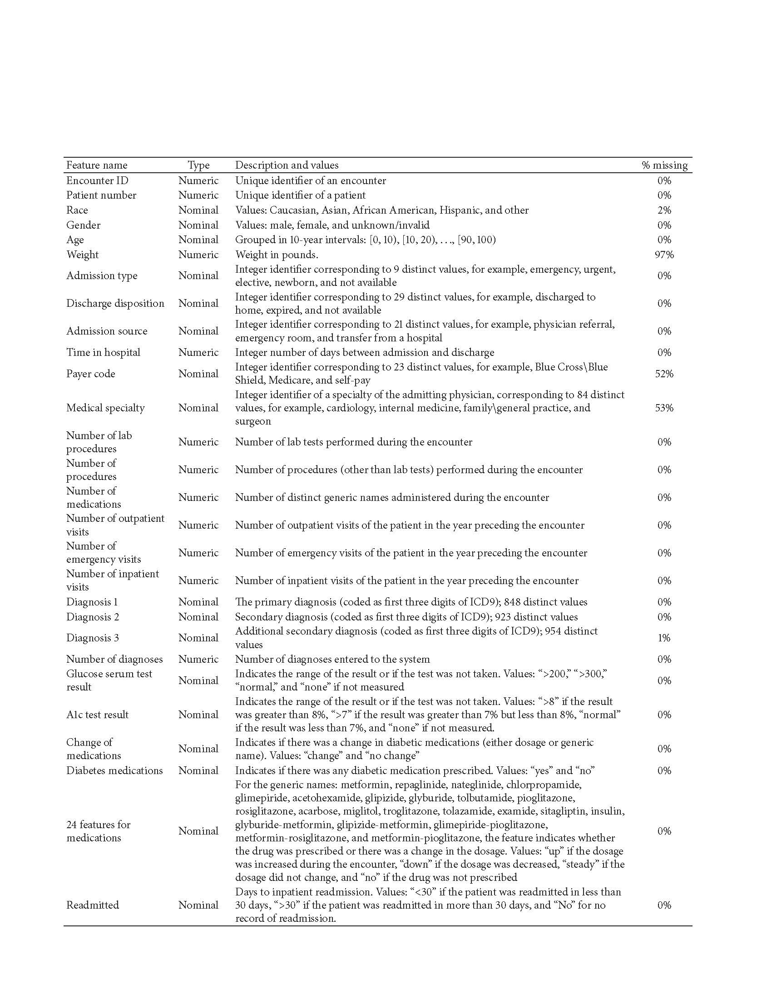 Feature name Type Description and values % missing
Encounter ID Numeric Unique identifier of an encounter 0%
Patient number Numeric Unique identifier of a patient 0%
Race Nominal Values: Caucasian, Asian, African American, Hispanic, and other 2%
Gender Nominal Values: male, female, and unknown/invalid 0%
Age Nominal Grouped in 10-year intervals: [0, 10), [10, 20), …, [90, 100) 0%
Weight Numeric Weight in pounds. 97%
Admission type Nominal Integer identifier corresponding to 9 distinct values, for example, emergency, urgent,
elective, newborn, and not available 0%
Discharge disposition Nominal Integer identifier corresponding to 29 distinct values, for example, discharged to
home, expired, and not available 0%
Admission source Nominal Integer identifier corresponding to 21 distinct values, for example, physician referral,
emergency room, and transfer from a hospital 0%
Time in hospital Numeric Integer number of days between admission and discharge 0%
Payer code Nominal Integer identifier corresponding to 23 distinct values, for example, Blue Cross\Blue
Shield, Medicare, and self-pay 52%
Integer identifier of a specialty of the admitting physician, corresponding to 84 distinct
Medical specialty Nominal values, for example, cardiology, internal medicine, family\general practice, and 53%
surgeon
Number of lab
procedures Numeric Number of lab tests performed during the encounter 0%
Number of
procedures Numeric Number of procedures (other than lab tests) performed during the encounter 0%
Number of
medications Numeric Number of distinct generic names administered during the encounter 0%
Number of outpatient
visits Numeric Number of outpatient visits of the patient in the year preceding the encounter 0%
Number of
emergency visits Numeric Number of emergency visits of the patient in the year preceding the encounter 0%
Number of inpatient
visits Numeric Number of inpatient visits of the patient in the year preceding the encounter 0%
Diagnosis 1 Nominal The primary diagnosis (coded as first three digits of ICD9); 848 distinct values 0%
Diagnosis 2 Nominal Secondary diagnosis (coded as first three digits of ICD9); 923 distinct values 0%
Diagnosis 3 Nominal Additional secondary diagnosis (coded as first three digits of ICD9); 954 distinct
values 1%
Number of diagnoses Numeric Number of diagnoses entered to the system 0%
Glucose serum test
result Nominal Indicates the range of the result or if the test was not taken. Values: “>200,” “>300,”
“normal,” and “none” if not measured 0%
Indicates the range of the result or if the test was not taken. Values: “>8” if the result
A1c test result Nominal was greater than 8%, “>7” if the result was greater than 7% but less than 8%, “normal” 0%
if the result was less than 7%, and “none” if not measured.
Change of
medications Nominal Indicates if there was a change in diabetic medications (either dosage or generic
name). Values: “change” and “no change” 0%
Diabetes medications Nominal Indicates if there was any diabetic medication prescribed. Values: “yes” and “no” 0%
For the generic names: metformin, repaglinide, nateglinide, chlorpropamide,
glimepiride, acetohexamide, glipizide, glyburide, tolbutamide, pioglitazone,
rosiglitazone, acarbose, miglitol, troglitazone, tolazamide, examide, sitagliptin, insulin,
24 features for
medications Nominal glyburide-metformin, glipizide-metformin, glimepiride-pioglitazone,
metformin-rosiglitazone, and metformin-pioglitazone, the feature indicates whether 0%
the drug was prescribed or there was a change in the dosage. Values: “up” if the dosage
was increased during the encounter, “down” if the dosage was decreased, “steady” if the
dosage did not change, and “no” if the drug was not prescribed
Days to inpatient readmission. Values: “<30” if the patient was readmitted in less than
Readmitted Nominal 30 days, “>30” if the patient was readmitted in more than 30 days, and “No” for no 0%
record of readmission.